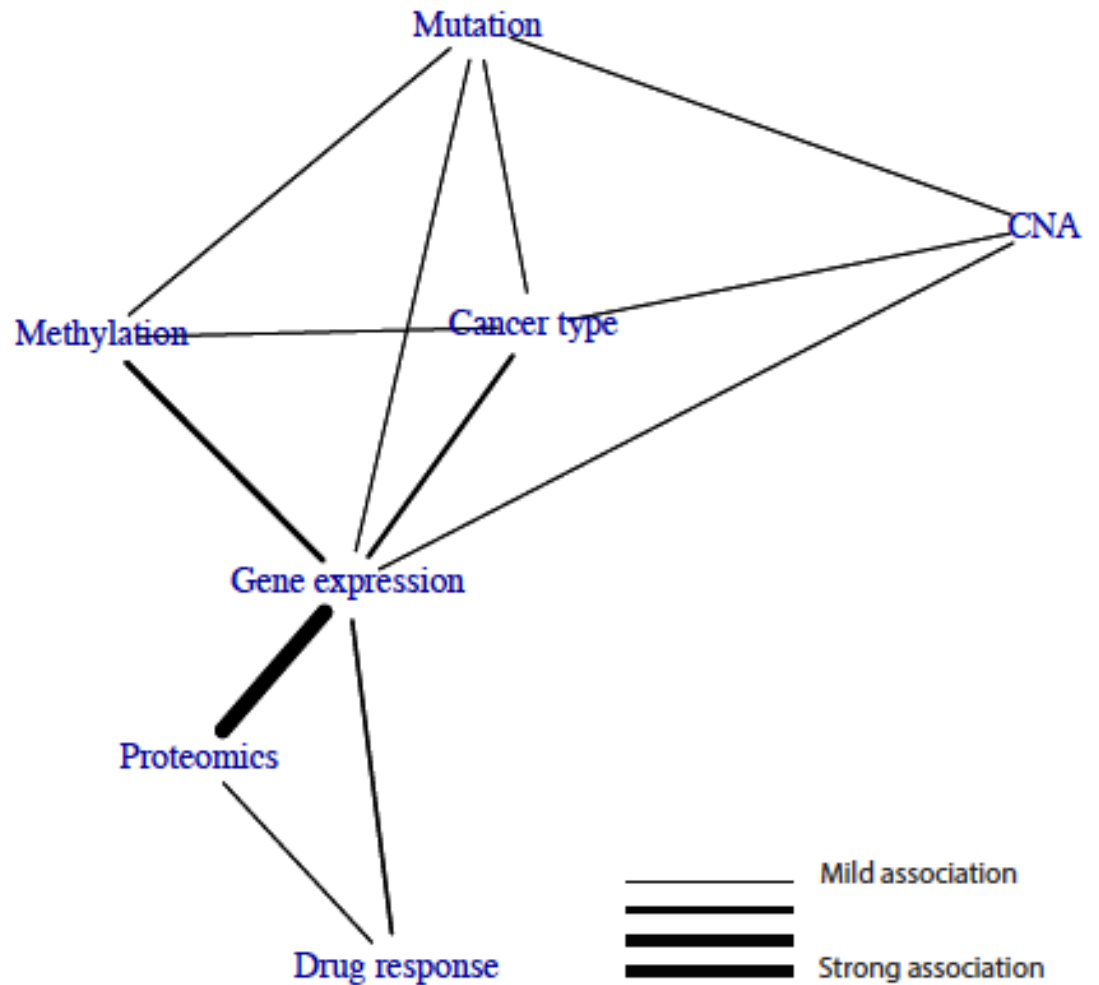 Mutation
CNA
Cancer type
Methylation
Gene expression
Proteomics
Mild association
Drug response
Strong association